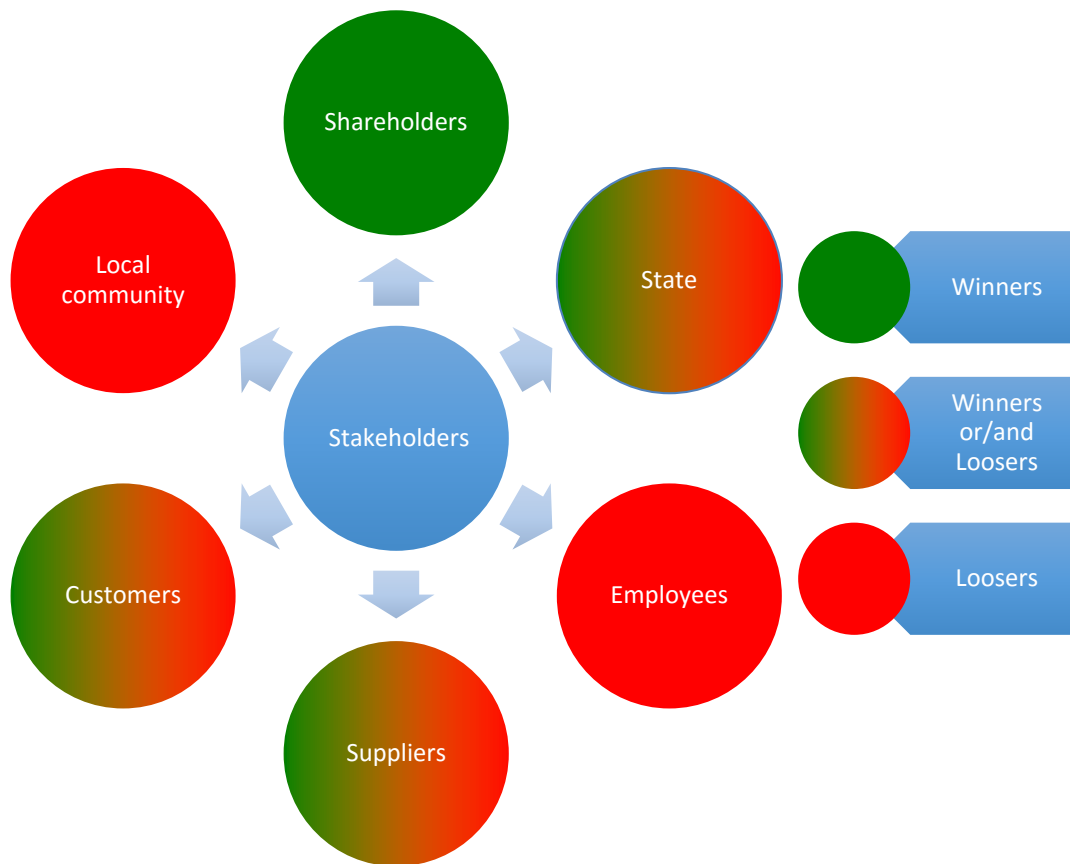 Shareholders
Local
community
State
Winners
Stakeholders
Winners
or/and
Loosers
Customers
Employees
Loosers
Suppliers